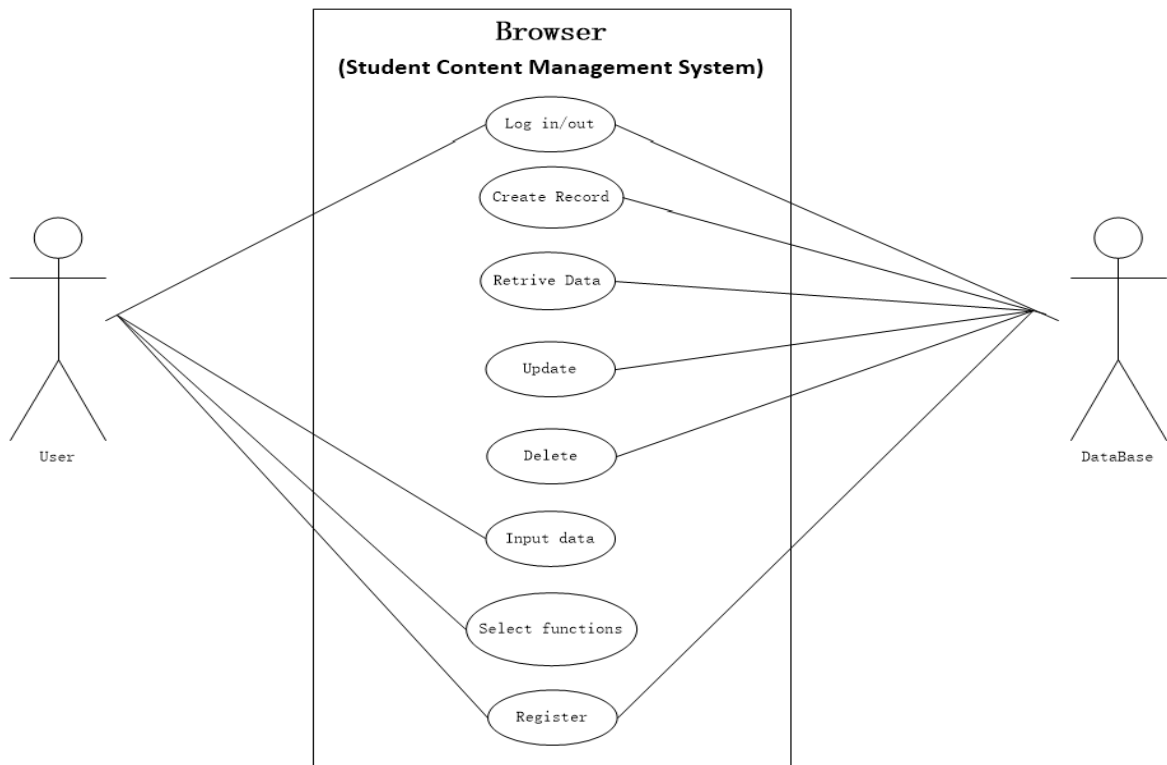 Browser
(Student Content Management System)
Log in/out
Create Record
Retrive Data
Update
Delete
User
DataBase
Input data
Select functions
Register